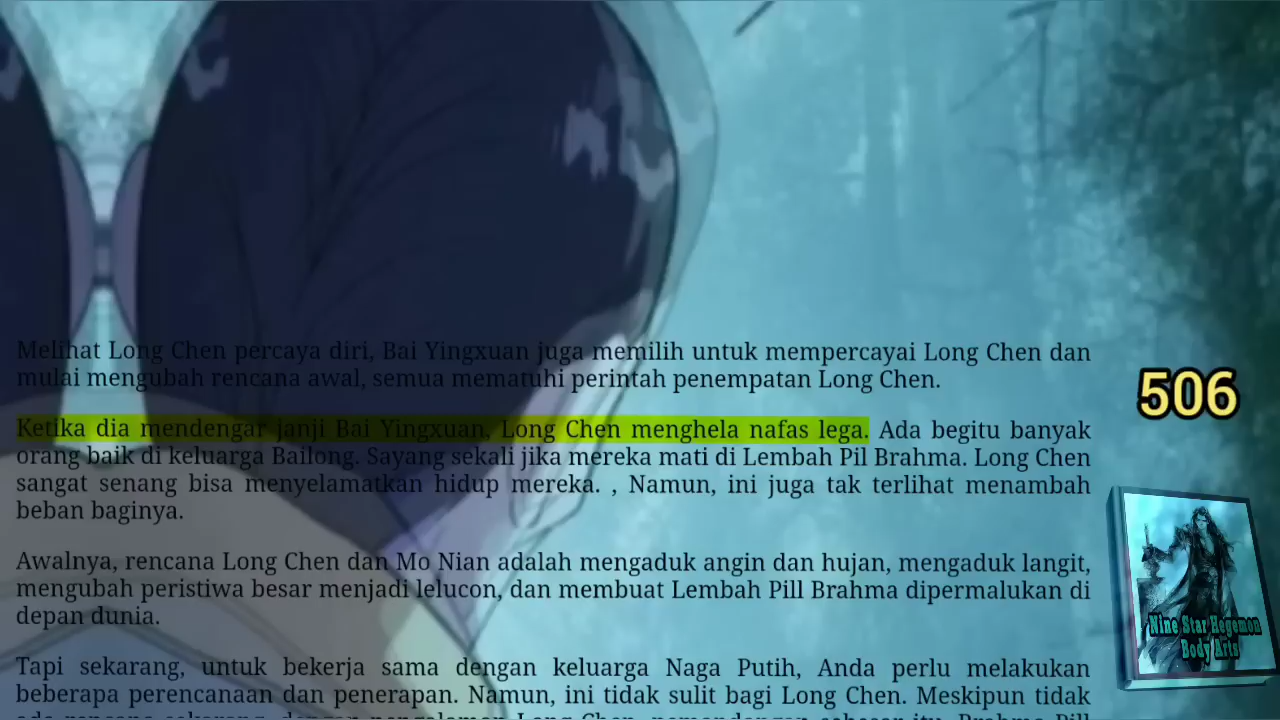 Melihat Long Chen percaya diri, Bai Yingxuan juga memilih untuk mempercayai Long Chen dan
mulai mengubah rencana awal, semua mematuhi perintah penempatan Long Chen.
Ketika dia mendengar janji Bai Yingxuan, Long Chen menghela nafas lega. Ada begitu banyak
orang baik di keluarga Bailong. Sayang sekali jika mereka mati di Lembah Pil Brahma. Long Chen
sangat senang bisa menyelamatkan hidup mereka. , Namun, ini juga tak terlihat menambah
beban baginya.
Awalnya, rencana Long Chen dan Mo Nian adalah mengaduk angin dan hujan, mengaduk langit,
mengubah peristiwa besar menjadi lelucon, dan membuat Lembah Pill Brahma dipermalukan di
depan dunia.
Tapi sekarang, untuk bekerja sama dengan keluarga Naga Putih, Anda perlu melakukan
beberapa perencanaan dan penerapan. Namun, ini tidak sulit bagi Long Chen. Meskipun tidak
506
Nine Star Hegemon
Body Arts